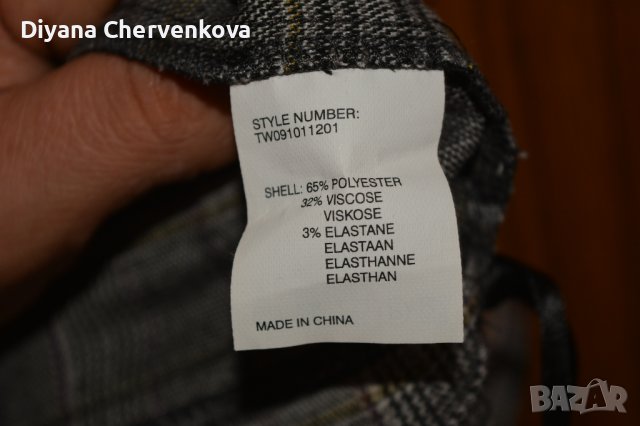 Diyana Chervenkova
STYLE NUMBER:
TW091011201
SHELL: 65% POLYESTER
32% VISCOSE
VISKOSE
3% ELASTANE
ELASTAAN
ELASTHANNE
ELASTHAN
MADE IN CHINA
BAZAR